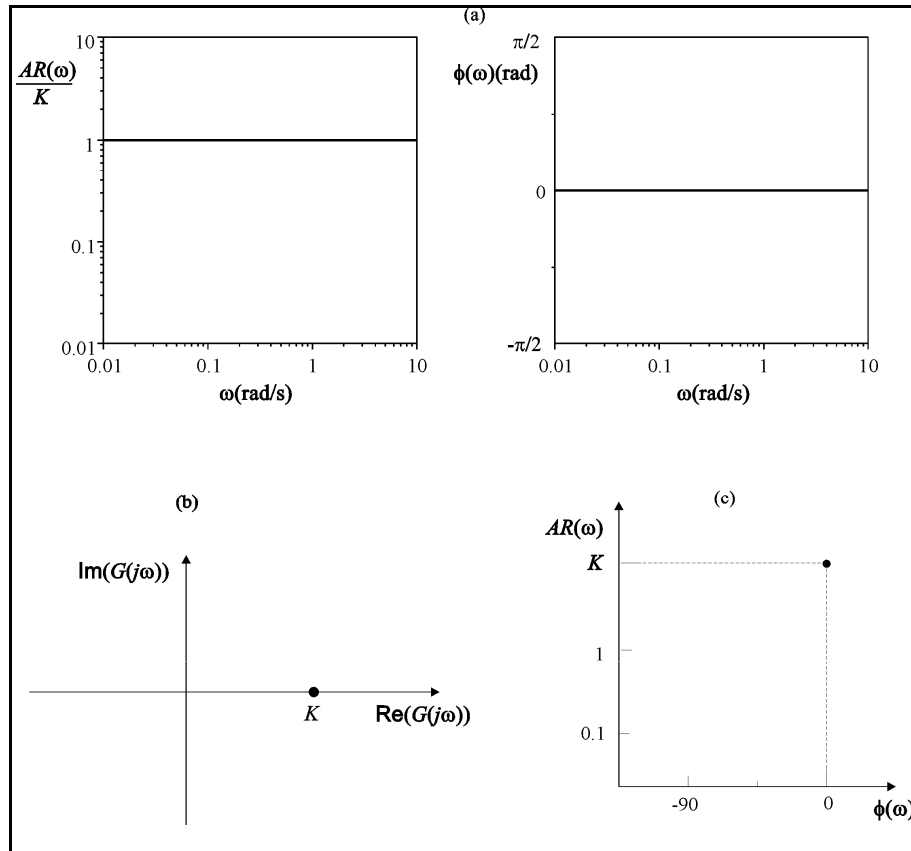 (a)
10
AR(ω)
K
1
0.1
0.01
0.01 0.1 1 10
ω(rad/s)
π/2
ϕ(ω)(rad)
0
-π/2
0.01 0.1 1 10
ω(rad/s)
(b)
Im(G(jω))
K
Re(G(jω))
(c)
AR(ω)
K
1
0.1
-90 0
ϕ(ω)